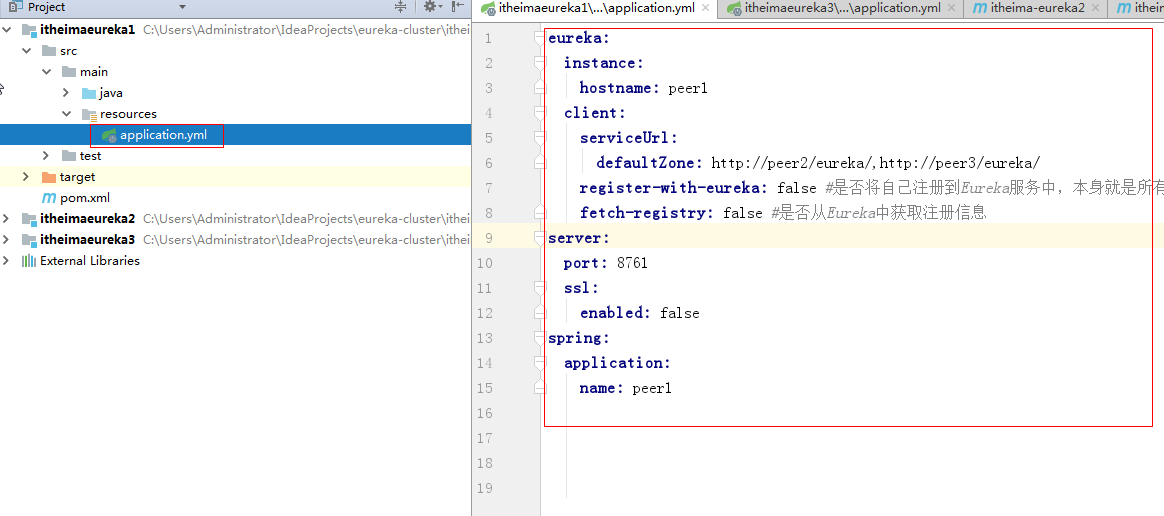 Project
itheimaeureka1 C:\Users\Administrator\IdeaProjects\eureka-cluster\itheim
src
main
java
resources
application.yml
test
target
pom.xml
itheimaeureka2 C:\Users\Administrator\IdeaProjects\eureka-cluster\itheim
itheimaeureka3 C:\Users\Administrator\IdeaProjects\eureka-cluster\itheim
External Libraries
itheimaeureka1\...\application.yml
itheimaeureka3\...\application.yml
itheima-eureka2
itheim
1 eureka:
2 instance:
3 hostname: peer1
4 client:
5 serviceUrl:
6 defaultZone: http://peer2/eureka/,http://peer3/eureka/
7 register-with-eureka: false #是否将自己注册到Eureka服务中，本身就是所有
8 fetch-registry: false #是否从Eureka中获取注册信息
9 server:
10 port: 8761
11 ssl:
12 enabled: false
13 spring:
14 application:
15 name: peer1
16
17
18
19